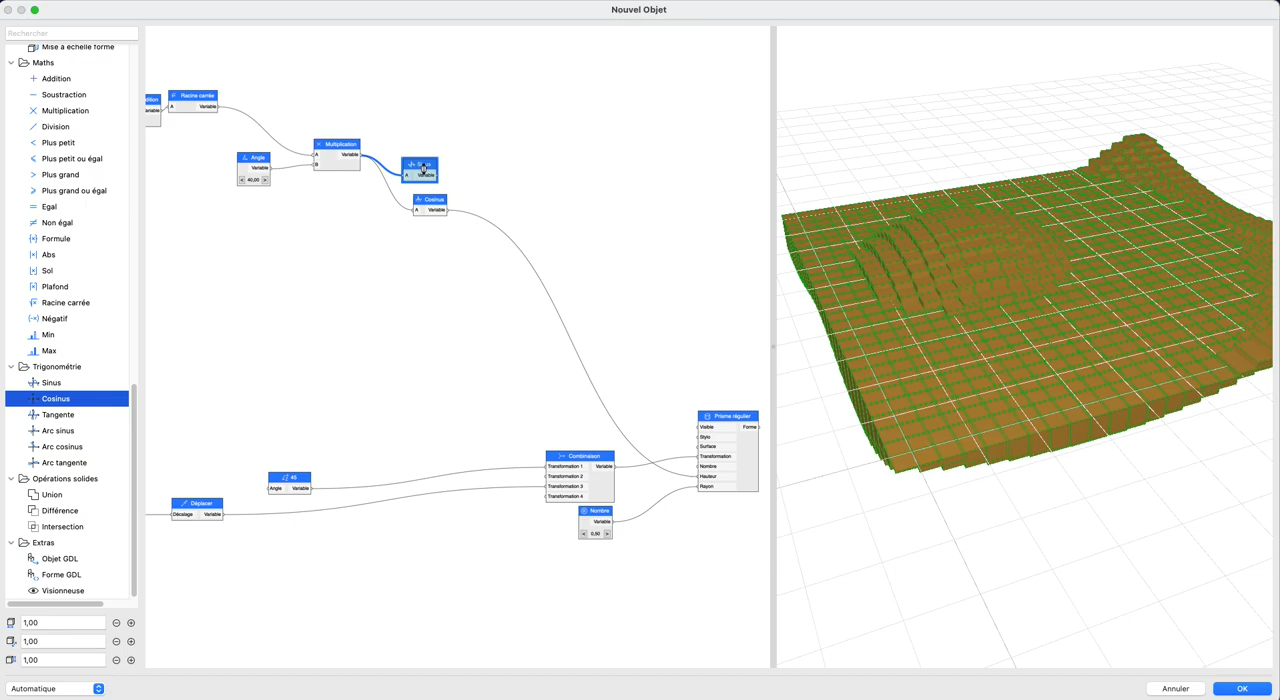 Nouvel Objet
Rechercher
Mise a echelle forme
Maths
Addition
Soustraction
Multiplication
Division
Plus petit
Plus petit ou égal
Plus grand
Plus grand ou égal
Egal
Non égal
Formule
Abs
Sol
Plafond
Racine carrée
Négatif
Min
Max
Trigonométrie
Sinus
Cosinus
Tangente
Arc sinus
Arc cosinus
Arc tangente
Opérations solides
Union
Différence
Intersection
Extras
Objet GDL
Forme GDL
Visionneuse
1,00
1,00
1,00
Automatique
Racine carrée
A Variable
Angle
Variable
40,00
Multiplication
A Variable
B
A Variable
Cosinus
A Variable
45
Angle Variable
Déplacer
Décalage Variable
Combinaison
Transformation 1 Variable
Transformation 2
Transformation 3
Transformation 4
Nombre
Variable
0,90
Prisme régulier
Visible Forme
Stylo
Surface
Transformation
Nombre
Hauteur
Rayon
Annuler
OK